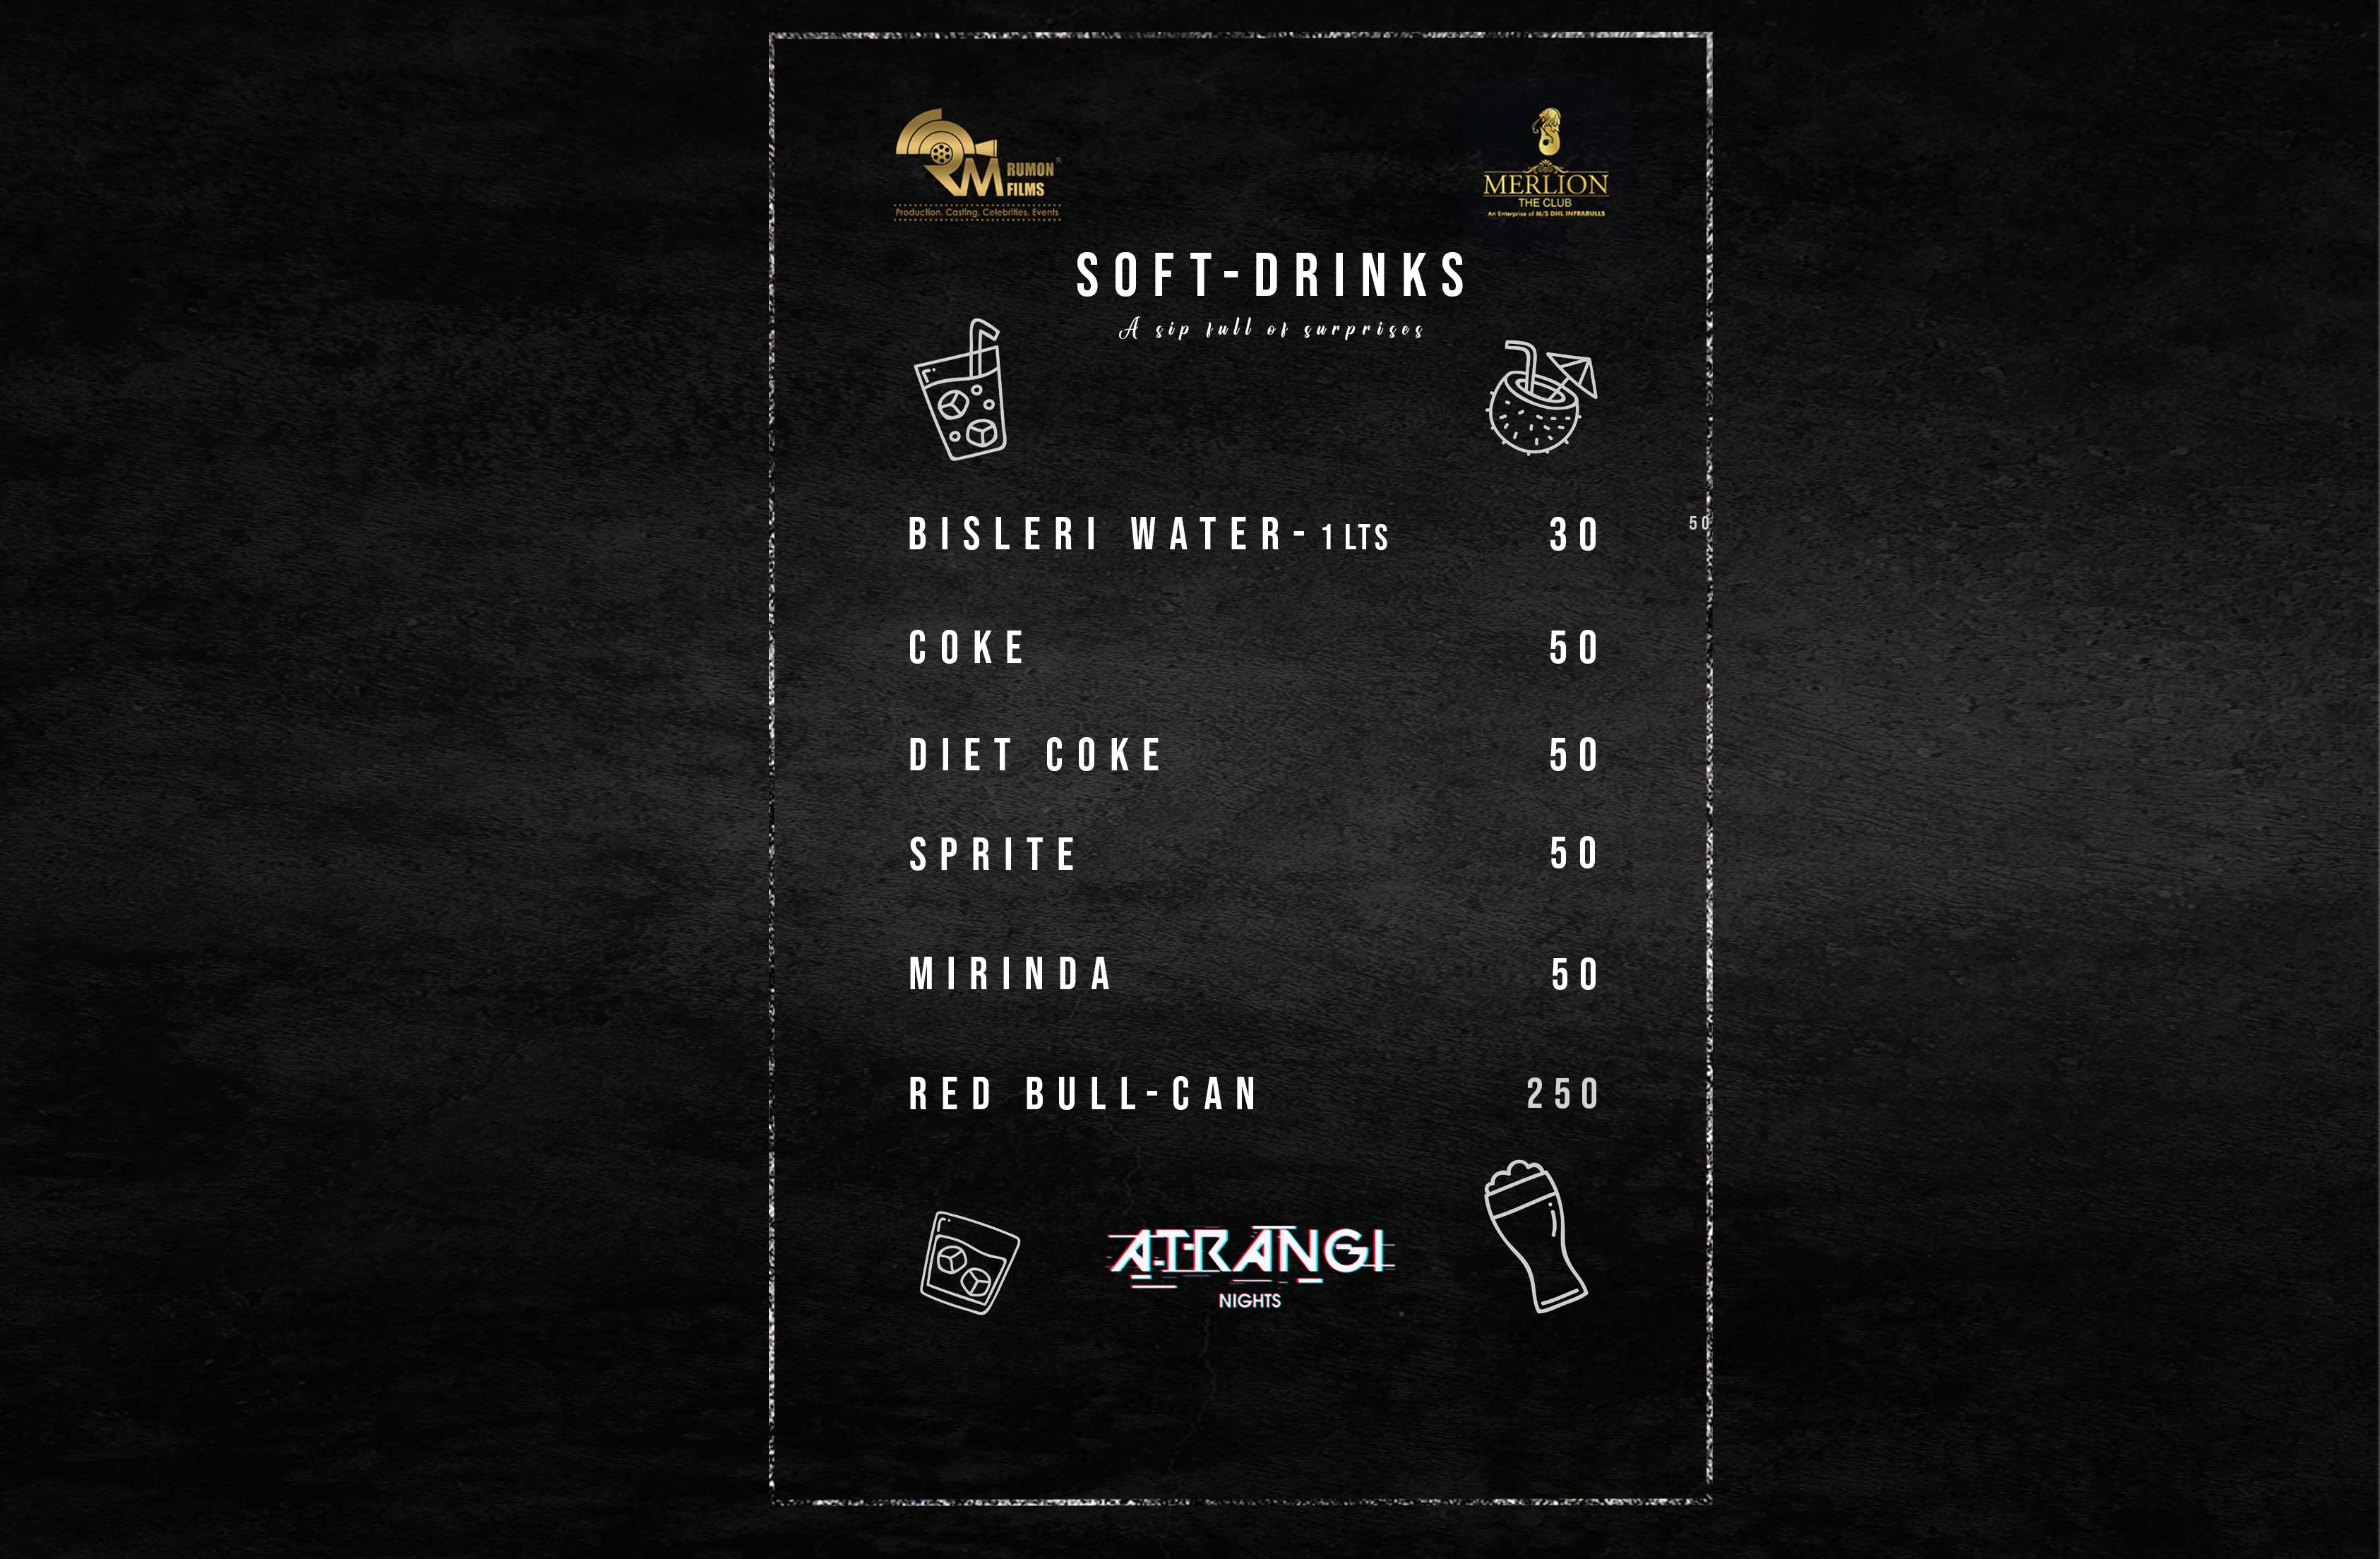 RM RUMON®
FILMS
Production. Casting. Celebrities. Events
MERLION
THE CLUB
An Enterprise of M/S DHL INFRABULLS
SOFT-DRINKS
A sip full of surprises
BISLERI WATER- 1 LTS 30 50
COKE 50
DIET COKE 50
SPRITE 50
MIRINDA 50
RED BULL-CAN 250
ATRANGI
NIGHTS